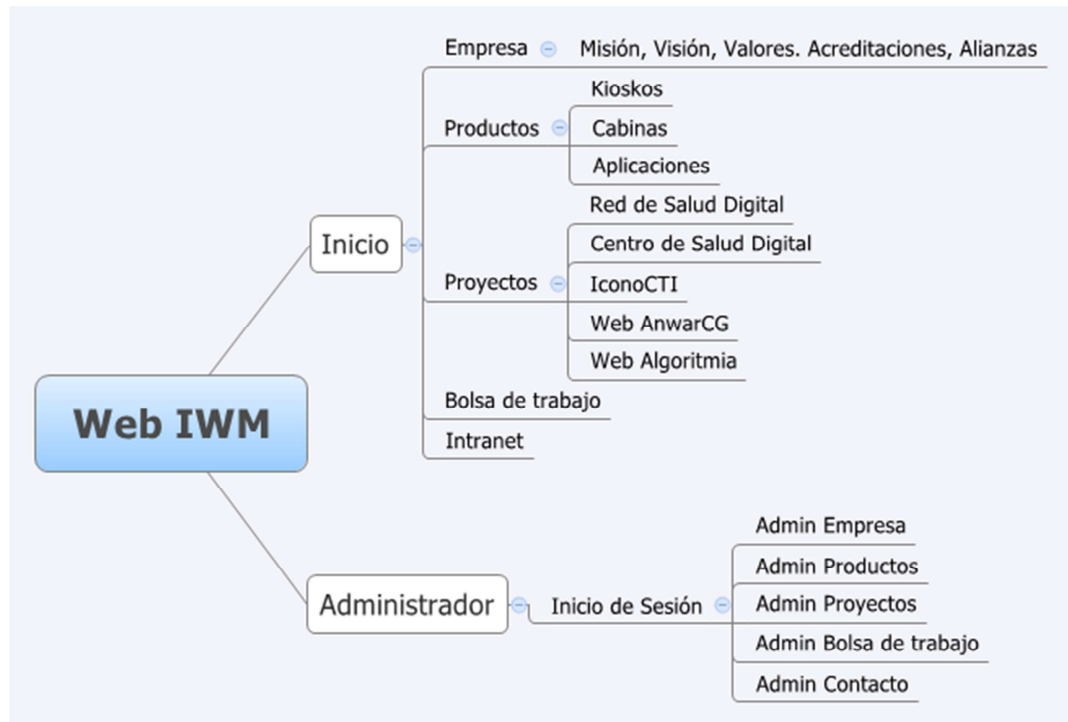 Empresa
Misión, Visión, Valores. Acreditaciones, Alianzas
Kioskos
Productos
Cabinas
Aplicaciones
Red de Salud Digital
Inicio
Centro de Salud Digital
Proyectos
IconoCTI
Web AnwarCG
Web Algoritmia
Bolsa de trabajo
Web IWM
Intranet
Admin Empresa
Admin Productos
Administrador
Inicio de Sesión
Admin Proyectos
Admin Bolsa de trabajo
Admin Contacto